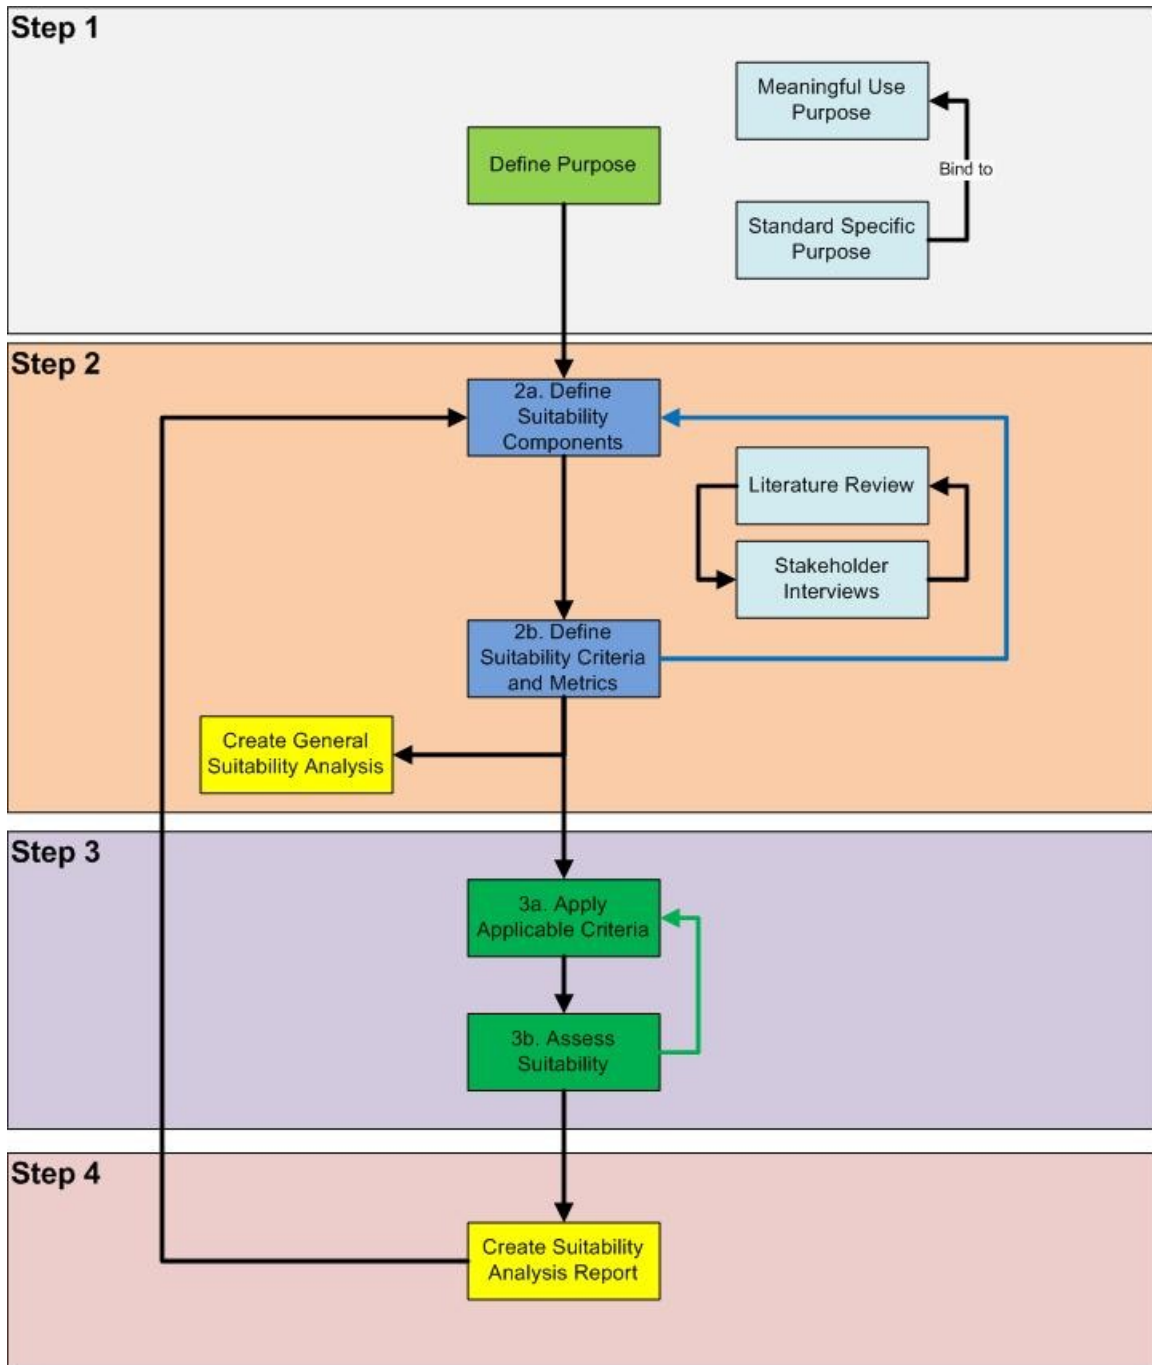 Step 1
Meaningful Use
Purpose
Define Purpose
Bind to
Standard Specific
Purpose
Step 2
2a. Define
Suitability
Components
Literature Review
Stakeholder
Interviews
2b. Define
Suitability Criteria
and Metrics
Create General
Suitability Analysis
Step 3
3a. Apply
Applicable Criteria
3b. Assess
Suitability
Step 4
Create Suitability
Analysis Report